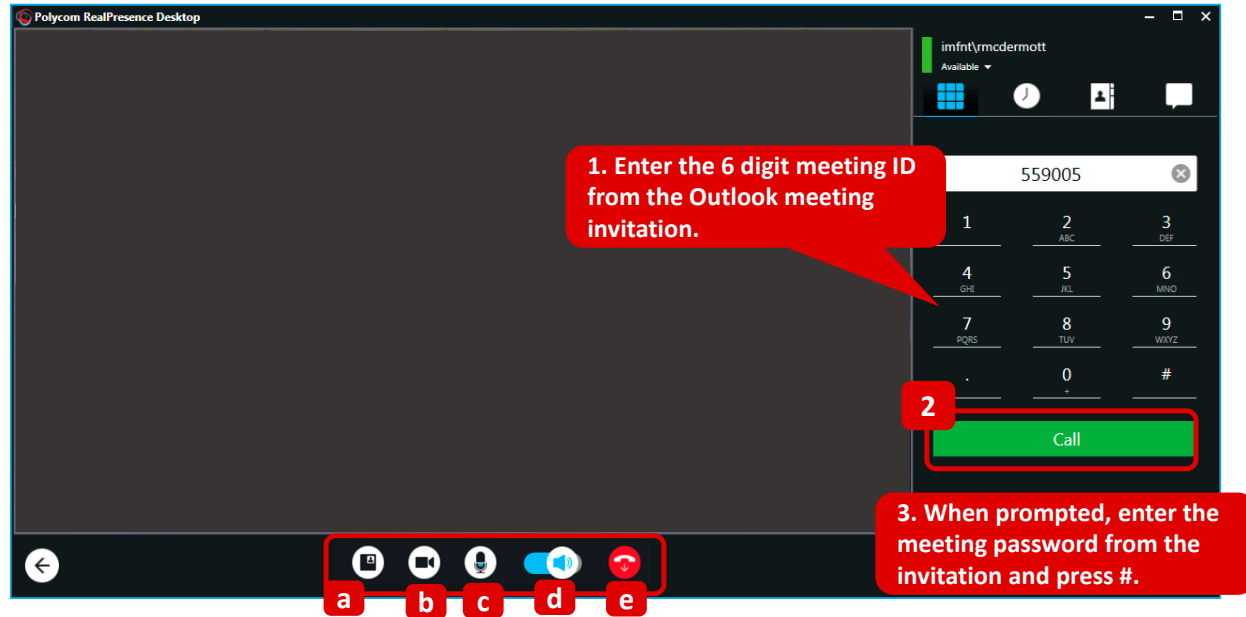 Polycom RealPresence Desktop
imfnt\rmcdermott
Available
1. Enter the 6 digit meeting ID
from the Outlook meeting
invitation.
559005
1
2
3
ABC
DEF
4
5
6
GHI
JKL
MNO
7
8
9
PQRS
TUV
WXYZ
.
0
#
+
2
Call
3. When prompted, enter the
meeting password from the
invitation and press #.
a
b
c
d
e